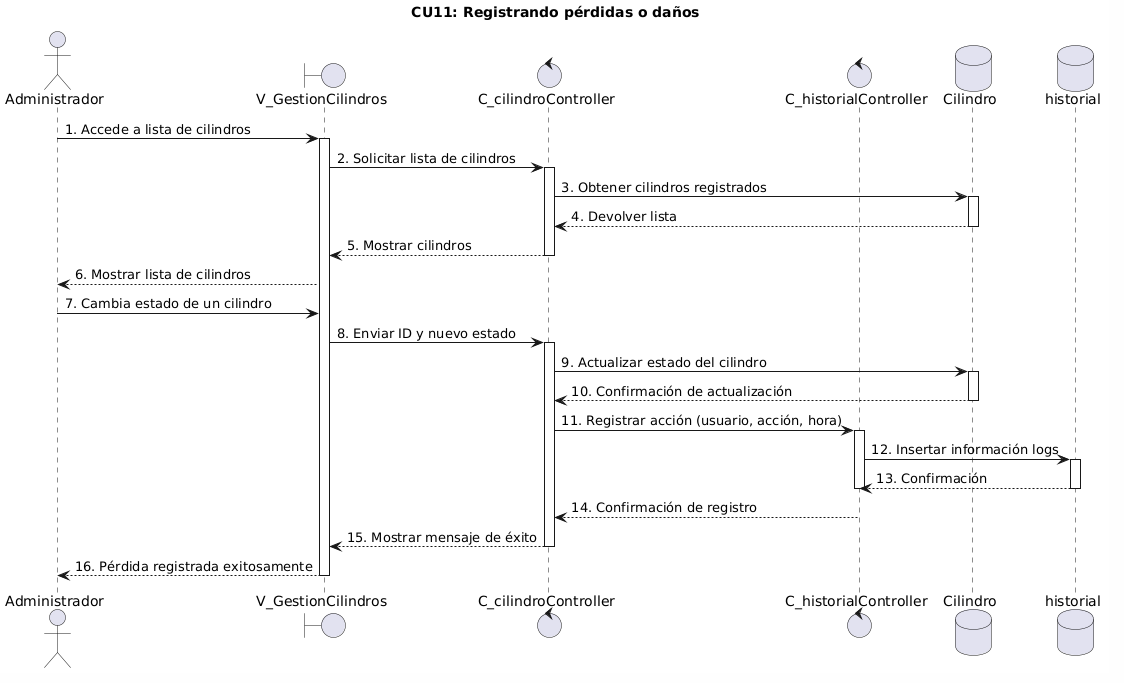 CU11: Registrando pérdidas o daños
Administrador
V_GestionCilindros
C_cilindroController
C_historialController
Cilindro
historial
1. Accede a lista de cilindros
2. Solicitar lista de cilindros
3. Obtener cilindros registrados
4. Devolver lista
5. Mostrar cilindros
6. Mostrar lista de cilindros
7. Cambia estado de un cilindro
8. Enviar ID y nuevo estado
9. Actualizar estado del cilindro
10. Confirmación de actualización
11. Registrar acción (usuario, acción, hora)
12. Insertar información logs
13. Confirmación
14. Confirmación de registro
15. Mostrar mensaje de éxito
16. Pérdida registrada exitosamente
Administrador
V_GestionCilindros
C_cilindroController
C_historialController
Cilindro
historial